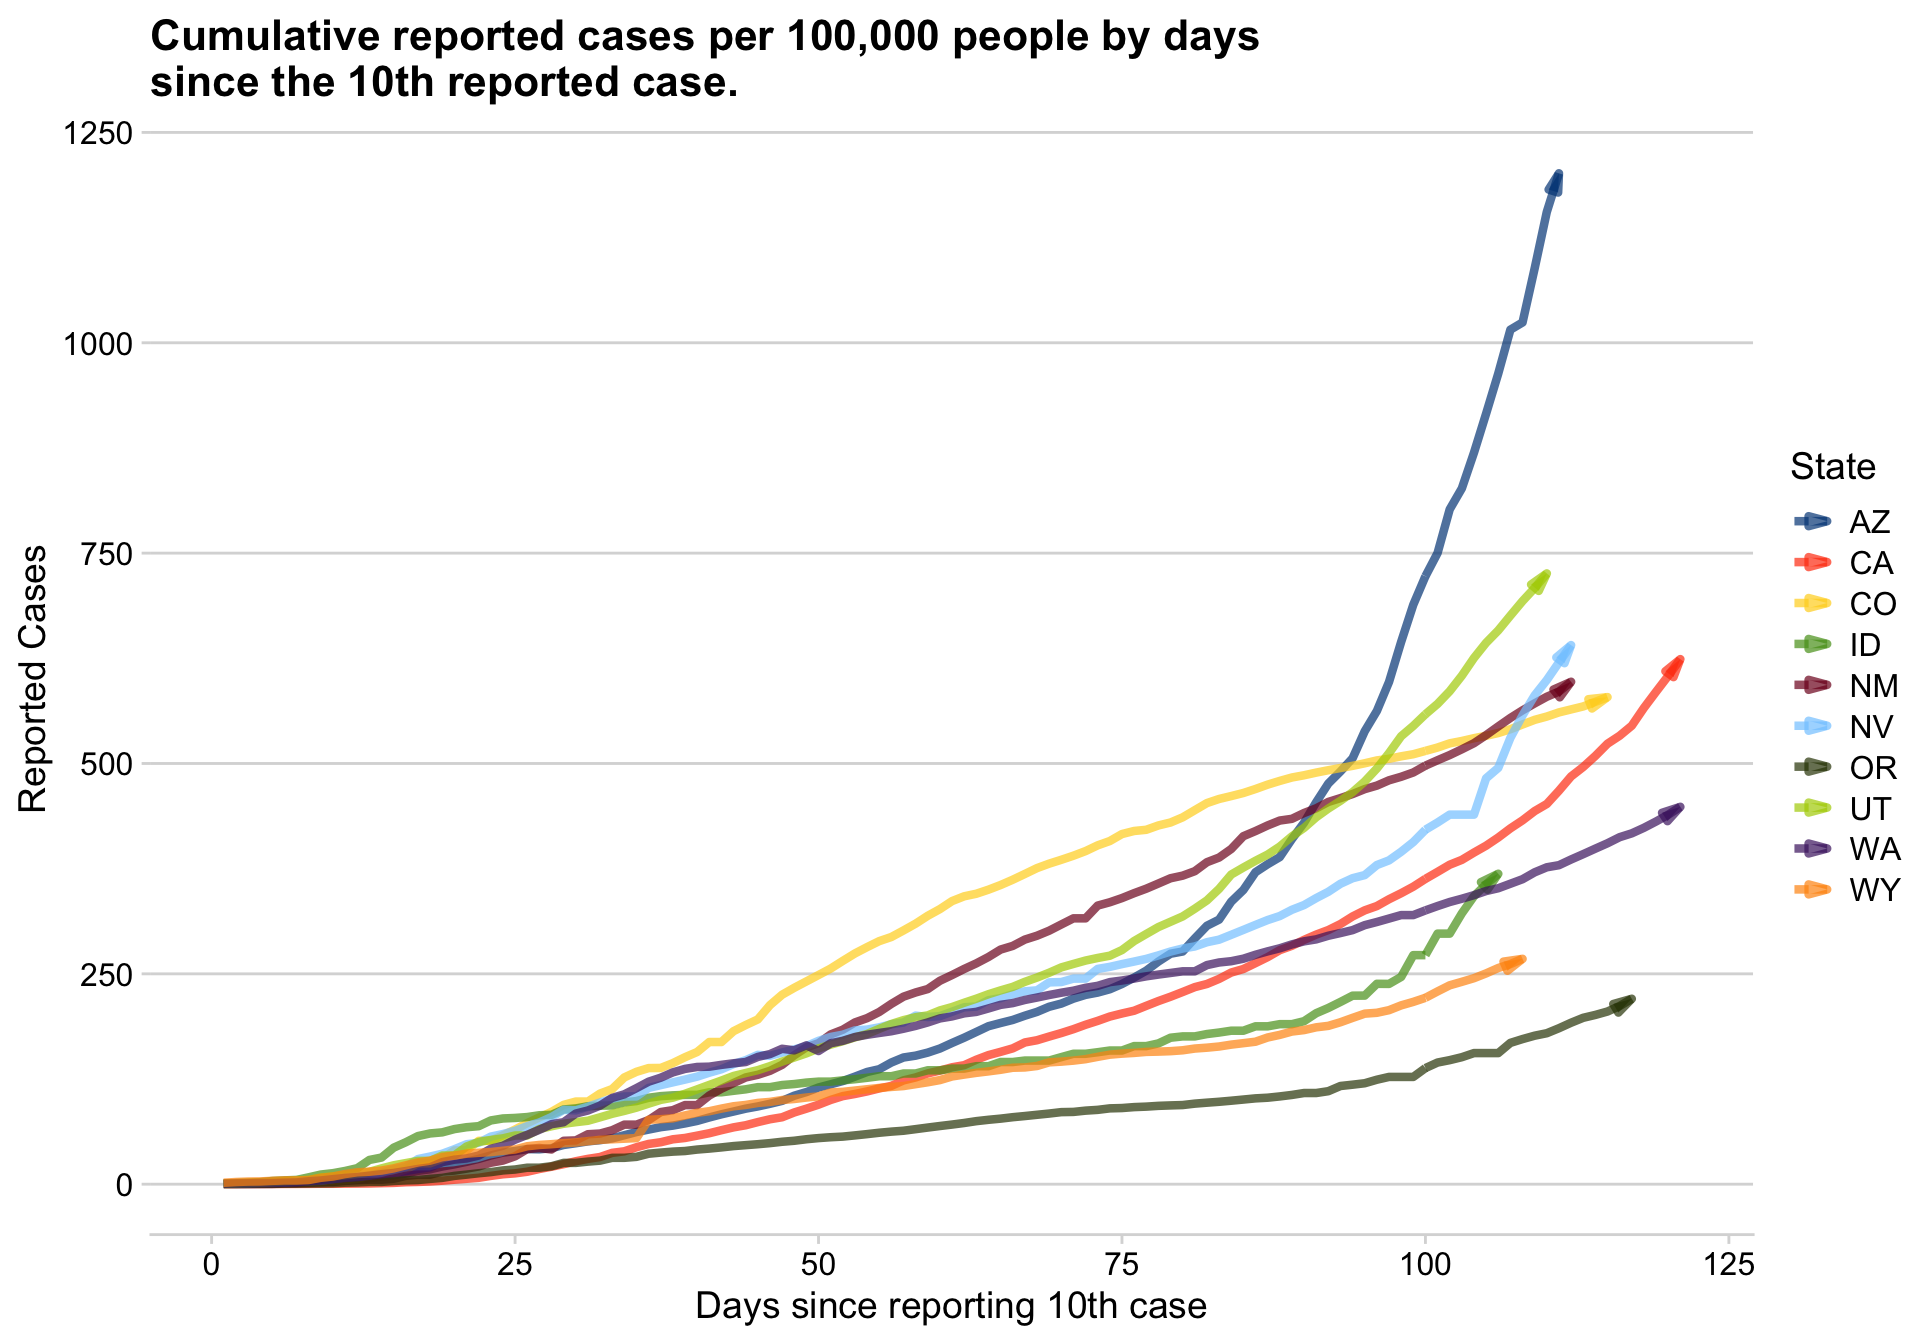 Cumulative reported cases per 100,000 people by days
since the 10th reported case.
1250
1000
750
500
250
0
Reported Cases
0 25 50 75 100 125
Days since reporting 10th case
State
AZ
CA
CO
ID
NM
NV
OR
UT
WA
WY